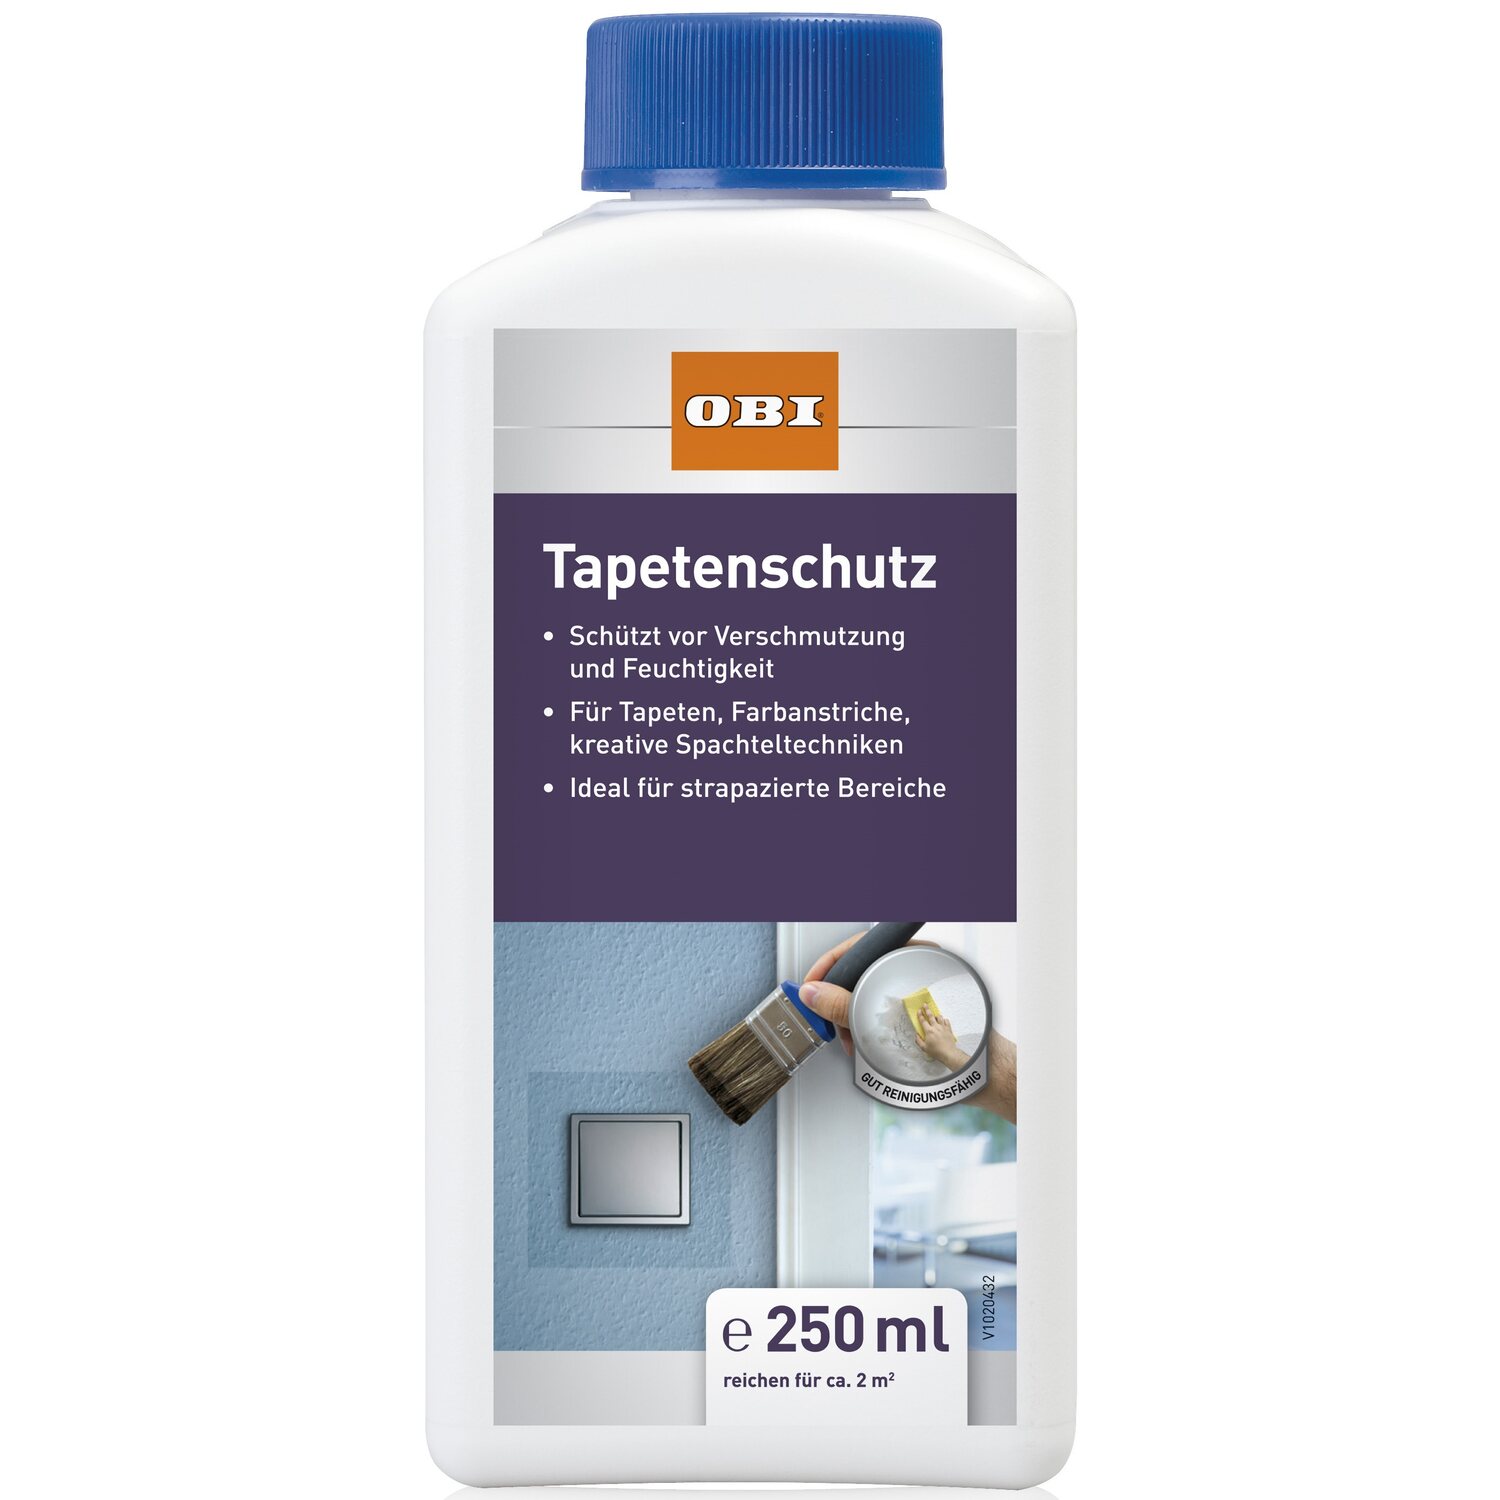 OBI
Tapetenschutz
• Schützt vor Verschmutzung
und Feuchtigkeit
• Für Tapeten, Farbanstriche,
kreative Spachteltechniken
• Ideal für strapazierte Bereiche
50
GUT REINIGUNGSFÄHIG
V1020432
℮ 250 ml
reichen für ca. 2 m²